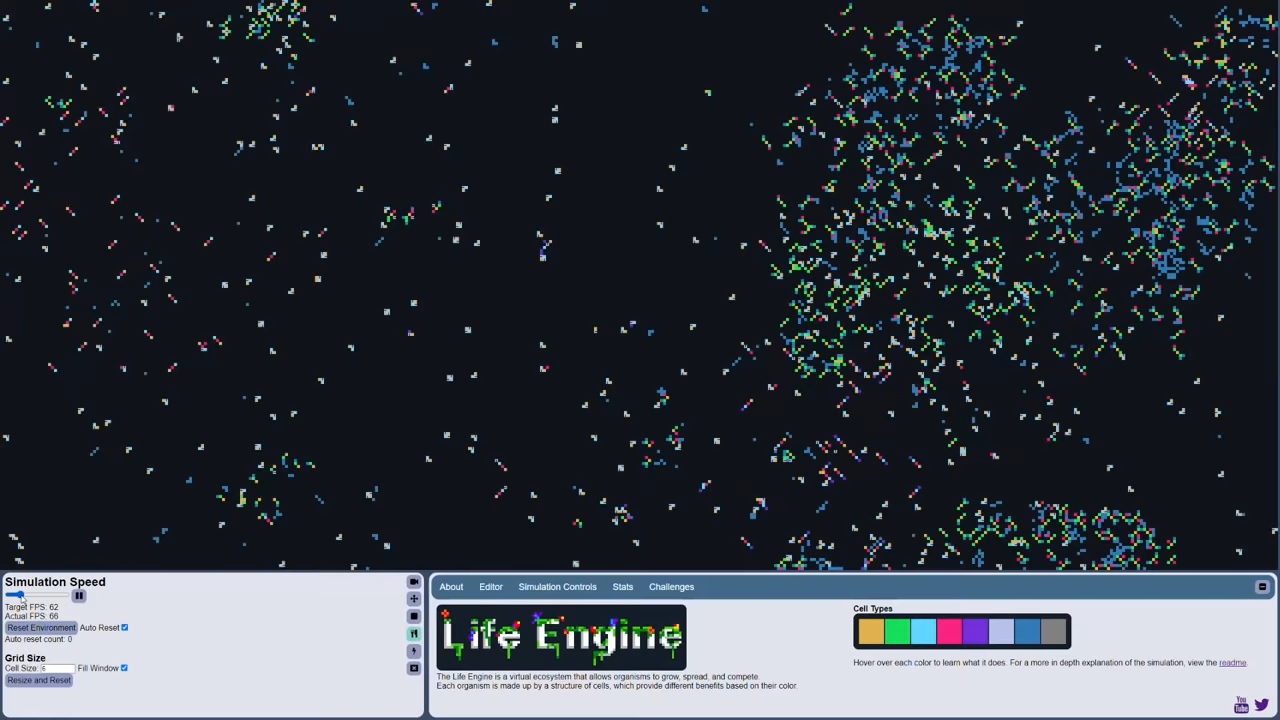 Simulation Speed
Target FPS: 62
Actual FPS: 66
Reset Environment Auto Reset
Auto reset count: 0
Grid Size
Cell Size: 6 Fill Window
Resize and Reset
About Editor Simulation Controls Stats Challenges
Life Engine
The Life Engine is a virtual ecosystem that allows organisms to grow, spread, and compete.
Each organism is made up by a structure of cells, which provide different benefits based on their color.
Cell Types
Hover over each color to learn what it does. For a more in depth explanation of the simulation, view the readme.
You
Tube